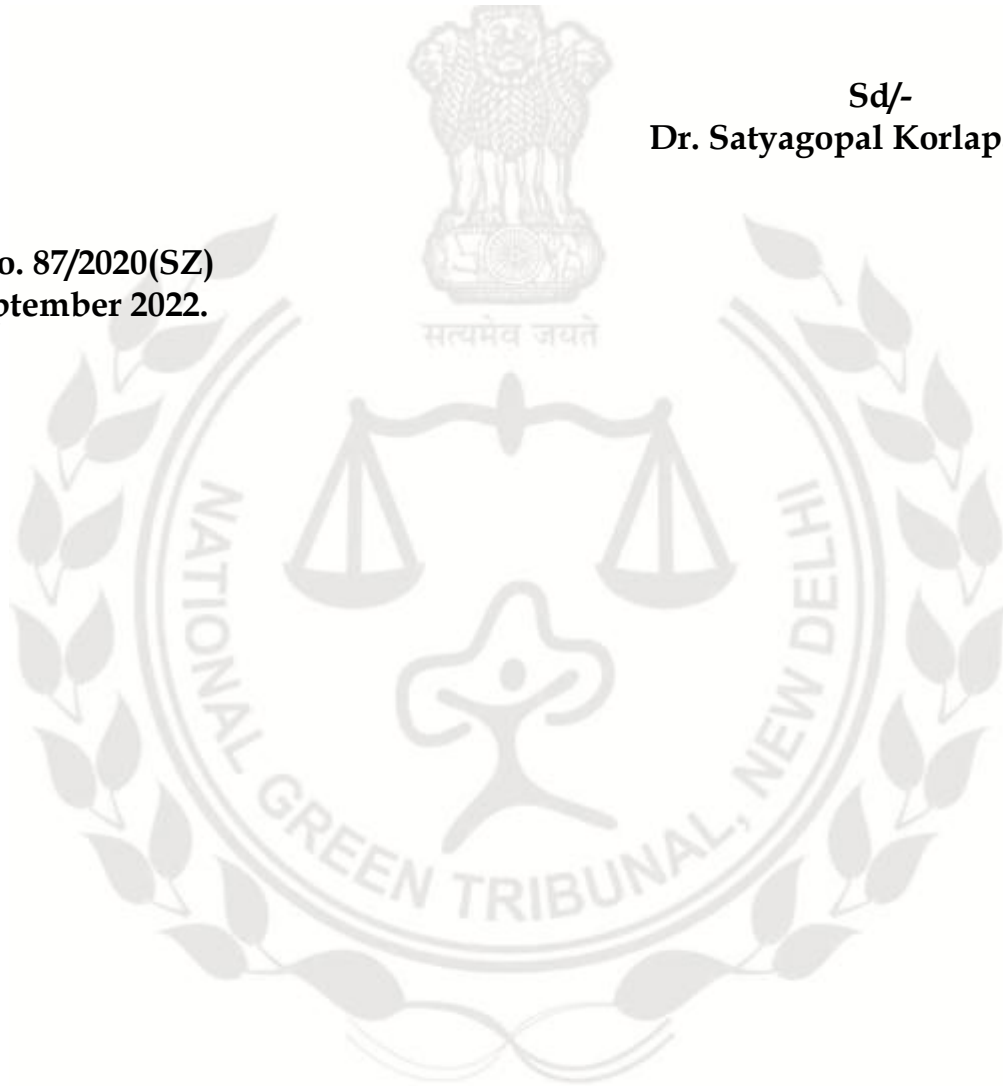 Sd/-
Dr. Satyagopal Korlap
o. 87/2020(SZ)
ptember 2022.
सत्यमेव जयते
NATIONAL GREEN TRIBUNAL, NEW DELHI